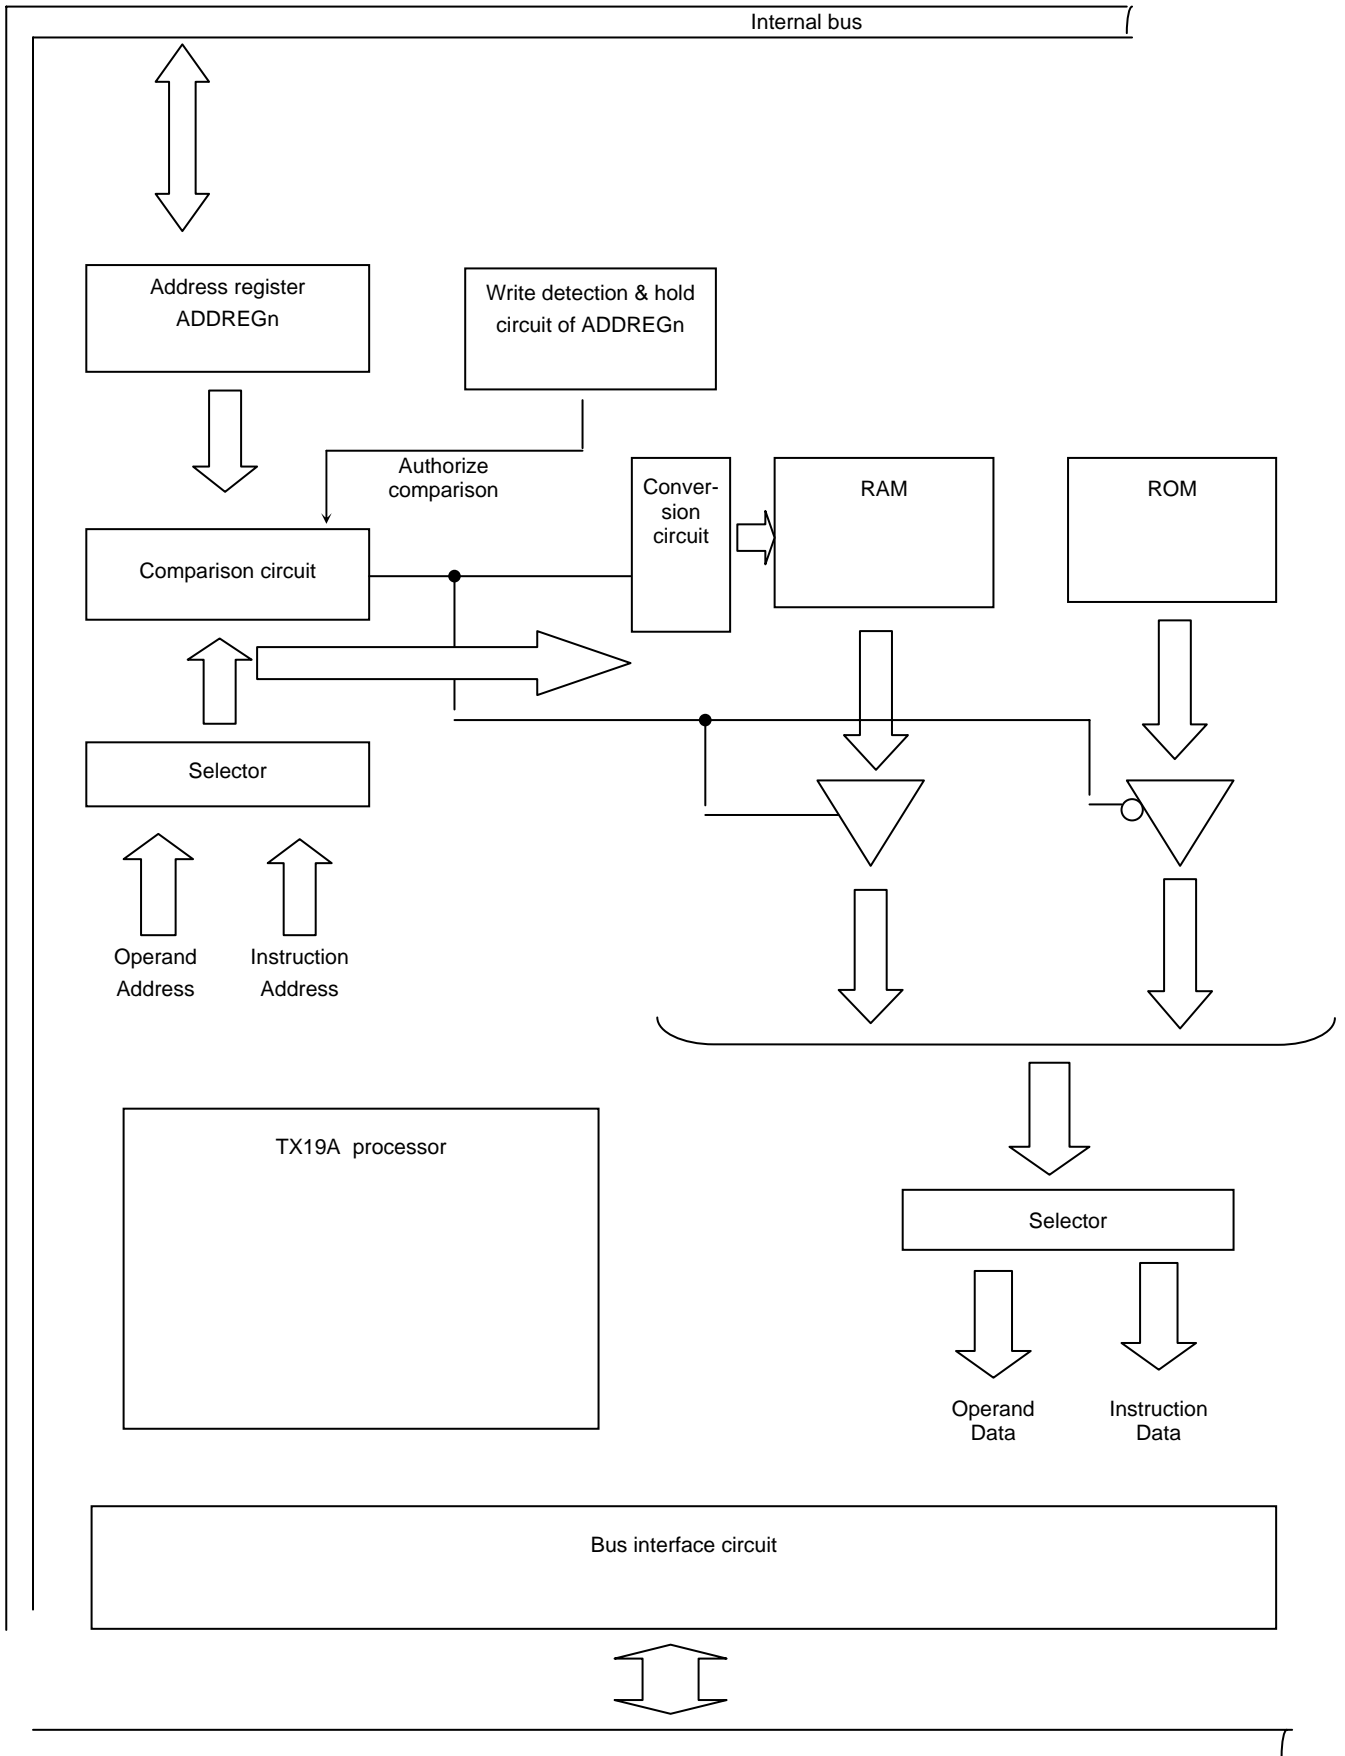 Internal bus
Address register
ADDREGn
Write detection & hold
circuit of ADDREGn
Authorize
comparison
Conver-
sion
circuit
RAM
ROM
Comparison circuit
Selector
Operand
Address
Instruction
Address
TX19A processor
Selector
Operand
Data
Instruction
Data
Bus interface circuit